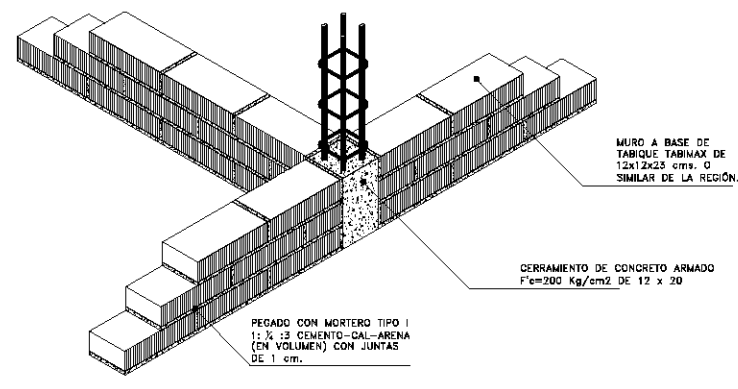 MURO A BASE DE
TABIQUE TABIMAX DE
12x12x23 cms. O
SIMILAR DE LA REGIÓN.
CERRAMIENTO DE CONCRETO ARMADO
F'c=200 Kg/cm2 DE 12 x 20
PEGADO CON MORTERO TIPO I
1: ¼ :3 CEMENTO-CAL-ARENA
(EN VOLUMEN) CON JUNTAS
DE 1 cm.